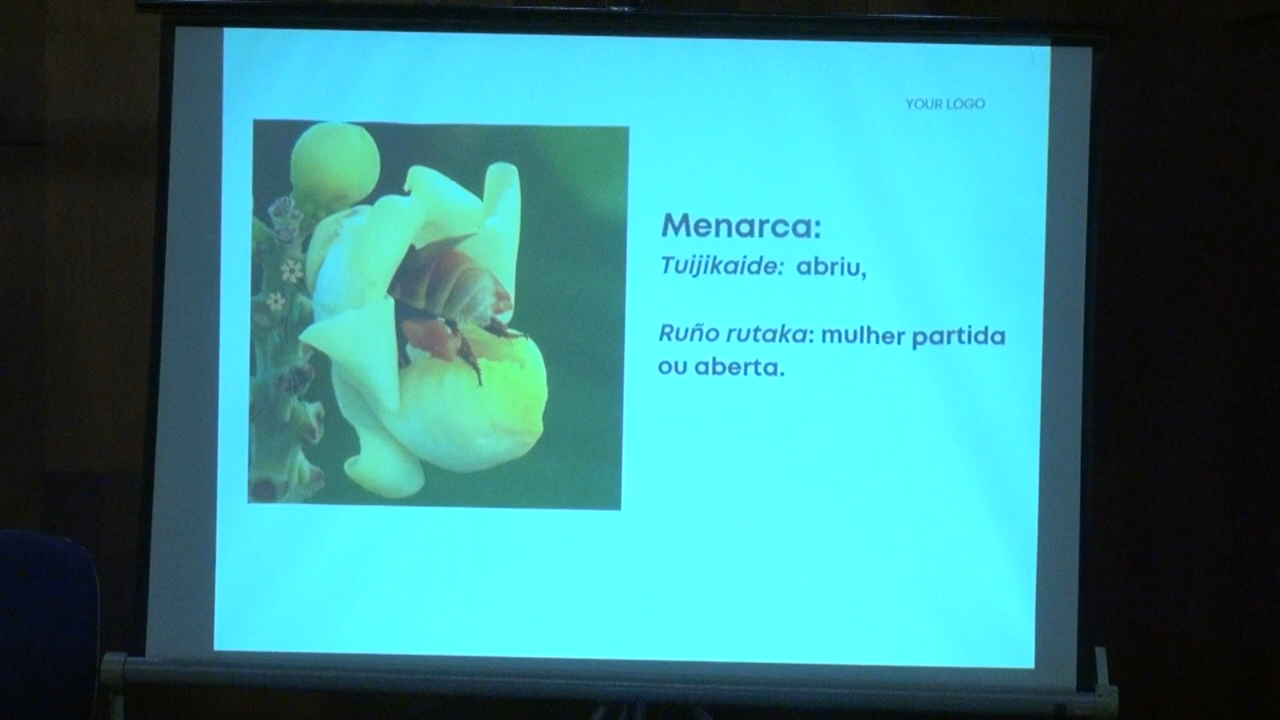 YOUR LOGO
Menarca:
Tuijikaide: abriu,
Ruño rutaka: mulher partida
ou aberta.